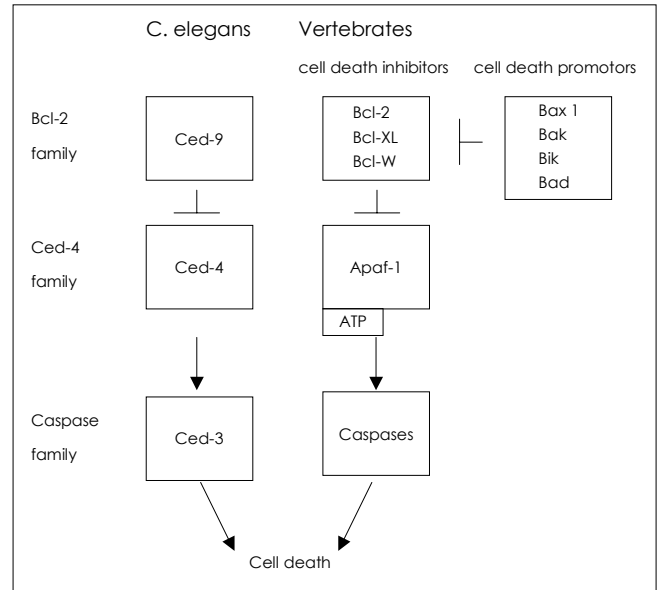 C. elegans Vertebrates
cell death inhibitors cell death promotors
Bcl-2
family
Ced-9
Bcl-2
Bcl-XL
Bcl-W
Bax 1
Bak
Bik
Bad
Ced-4
family
Ced-4
Apaf-1
ATP
Caspase
family
Ced-3
Caspases
Cell death